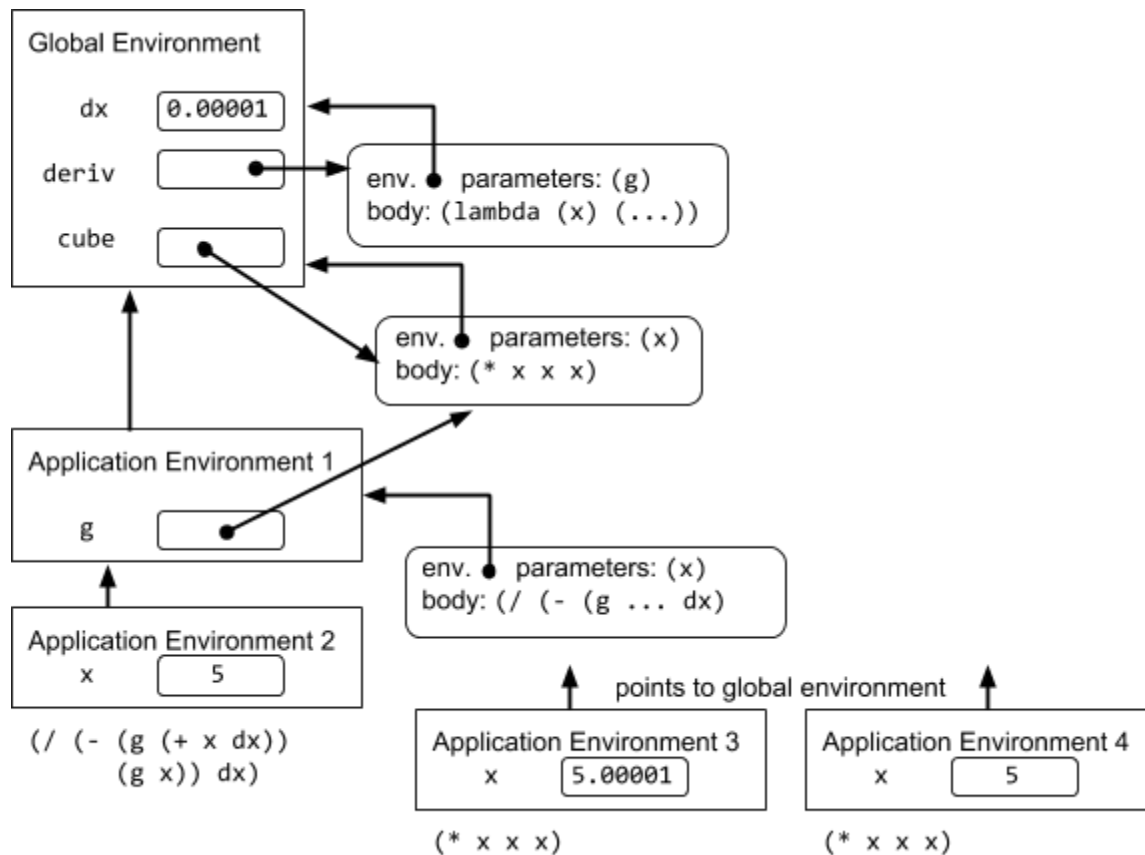 Global Environment
dx 0.00001
deriv
cube
env. parameters: (g)
body: (lambda (x) (...))
env. parameters: (x)
body: (* x x x)
Application Environment 1
g
env. parameters: (x)
body: (/ (- (g ... dx)
Application Environment 2
x 5
(/ (- (g (+ x dx))
(g x)) dx)
points to global environment
Application Environment 3
x 5.00001
(* x x x)
Application Environment 4
x 5
(* x x x)